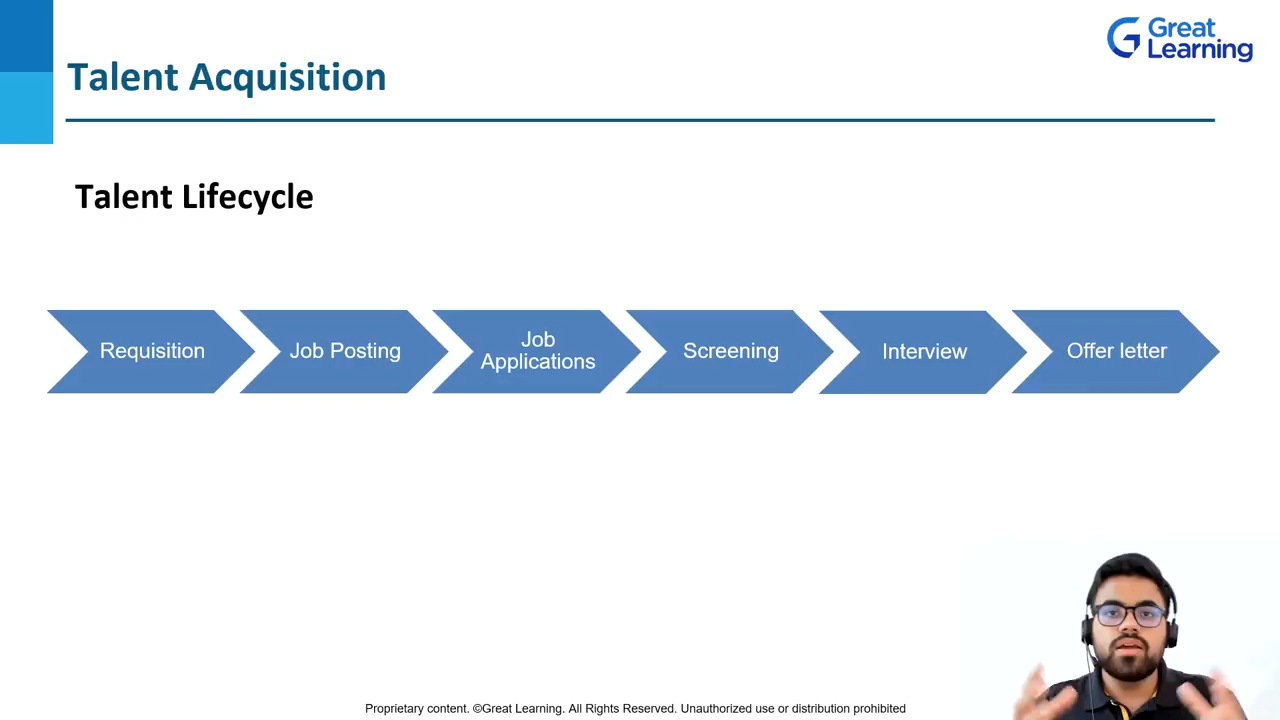 Great
Learning
Talent Acquisition
Talent Lifecycle
Requisition
Job Posting
Job
Applications
Screening
Interview
Offer letter
Proprietary content. ©Great Learning. All Rights Reserved. Unauthorized use or distribution prohibited